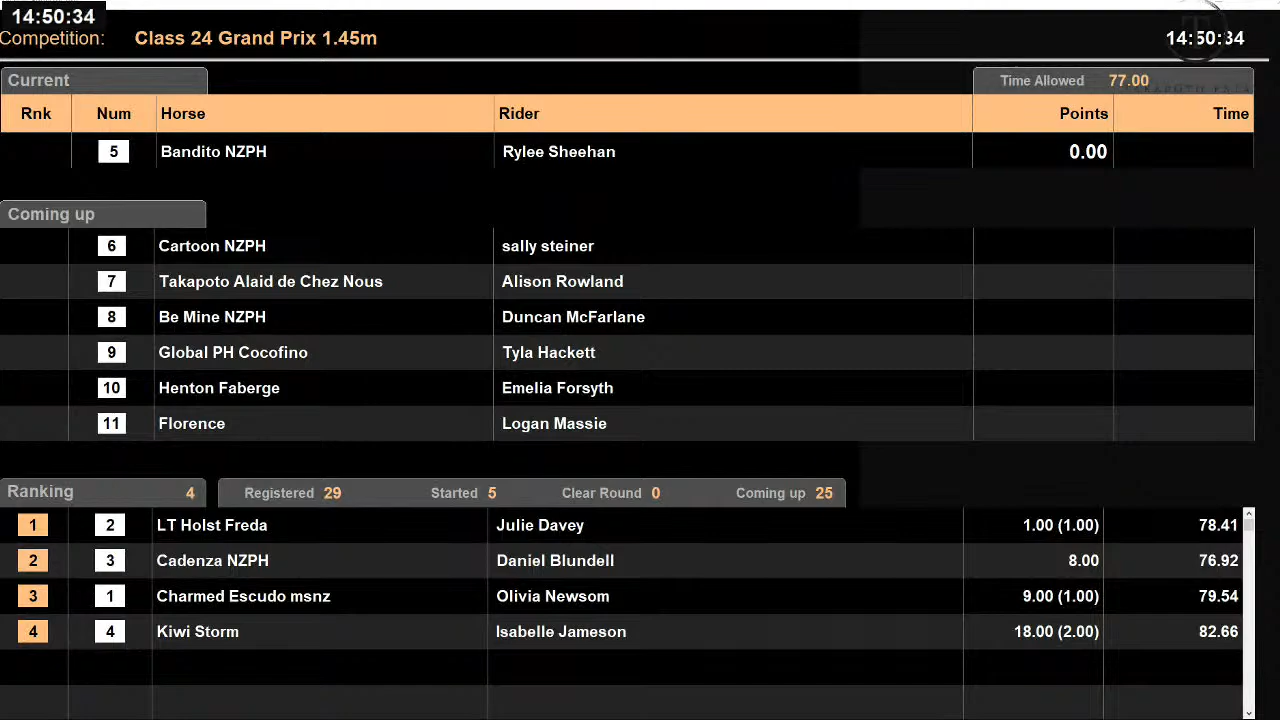 14:50:34
Competition: Class 24 Grand Prix 1.45m 14:50:34
Current Time Allowed 77.00
Rnk Num Horse Rider Points Time
5 Bandito NZPH Rylee Sheehan 0.00
Coming up
6 Cartoon NZPH sally steiner
7 Takapoto Alaid de Chez Nous Alison Rowland
8 Be Mine NZPH Duncan McFarlane
9 Global PH Cocofino Tyla Hackett
10 Henton Faberge Emelia Forsyth
11 Florence Logan Massie
Ranking 4 Registered 29 Started 5 Clear Round 0 Coming up 25
1 2 LT Holst Freda Julie Davey 1.00 (1.00) 78.41
2 3 Cadenza NZPH Daniel Blundell 8.00 76.92
3 1 Charmed Escudo msnz Olivia Newsom 9.00 (1.00) 79.54
4 4 Kiwi Storm Isabelle Jameson 18.00 (2.00) 82.66